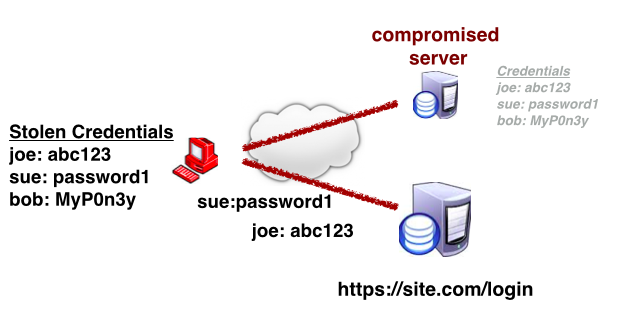 compromised
server
Credentials
joe: abc123
sue: password1
bob: MyP0n3y
Stolen Credentials
joe: abc123
sue: password1
bob: MyP0n3y
sue:password1
joe: abc123
https://site.com/login